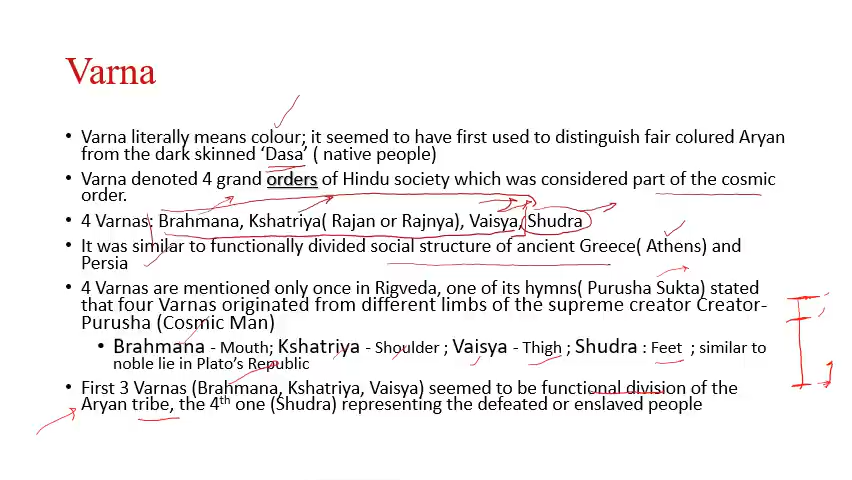 Varna
• Varna literally means colour; it seemed to have first used to distinguish fair colured Aryan
from the dark skinned ‘Dasa’ ( native people)
• Varna denoted 4 grand orders of Hindu society which was considered part of the cosmic
order.
• 4 Varnas: Brahmana, Kshatriya( Rajan or Rajnya), Vaisya, Shudra
• It was similar to functionally divided social structure of ancient Greece( Athens) and
Persia
• 4 Varnas are mentioned only once in Rigveda, one of its hymns( Purusha Sukta) stated
that four Varnas originated from different limbs of the supreme creator Creator-
Purusha (Cosmic Man)
• Brahmana - Mouth; Kshatriya - Shoulder ; Vaisya - Thigh ; Shudra : Feet ; similar to
noble lie in Plato’s Republic
• First 3 Varnas (Brahmana, Kshatriya, Vaisya) seemed to be functional division of the
Aryan tribe, the 4th one (Shudra) representing the defeated or enslaved people